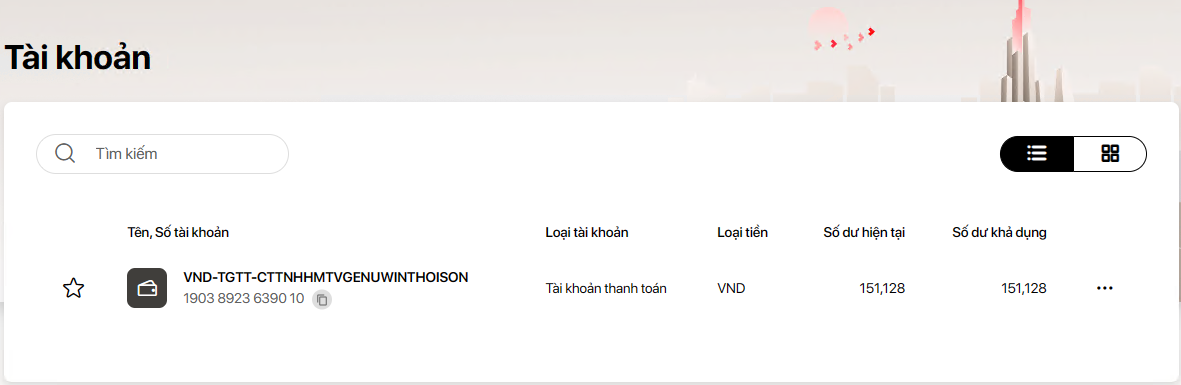 Tài khoản
Tìm kiếm
Tên, Số tài khoản Loại tài khoản Loại tiền Số dư hiện tại Số dư khả dụng
VND-TGTT-CTTNHHMTVGENUWINTHOISON
1903 8923 6390 10 Tài khoản thanh toán VND 151,128 151,128